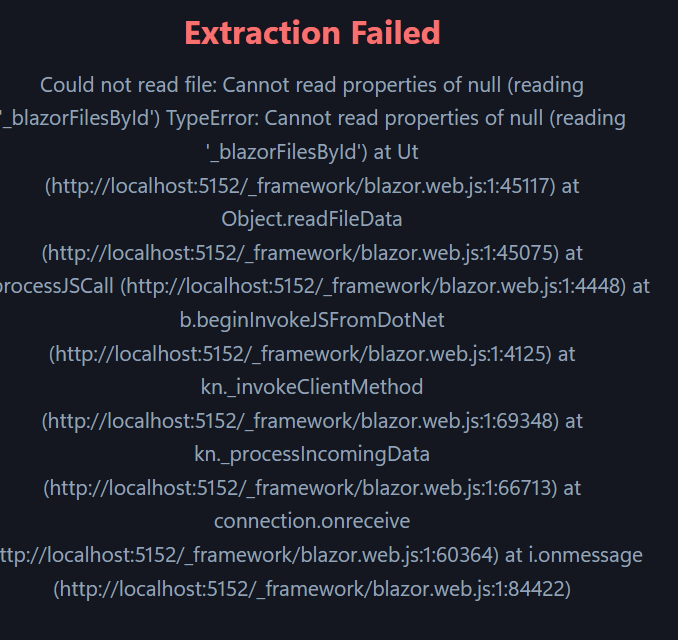 Extraction Failed
Could not read file: Cannot read properties of null (reading
'_blazorFilesById') TypeError: Cannot read properties of null (reading
'_blazorFilesById') at Ut
(http://localhost:5152/_framework/blazor.web.js:1:45117) at
Object.readFileData
(http://localhost:5152/_framework/blazor.web.js:1:45075) at
processJSCall (http://localhost:5152/_framework/blazor.web.js:1:4448) at
b.beginInvokeJSFromDotNet
(http://localhost:5152/_framework/blazor.web.js:1:4125) at
kn._invokeClientMethod
(http://localhost:5152/_framework/blazor.web.js:1:69348) at
kn._processIncomingData
(http://localhost:5152/_framework/blazor.web.js:1:66713) at
connection.onreceive
ttp://localhost:5152/_framework/blazor.web.js:1:60364) at i.onmessage
(http://localhost:5152/_framework/blazor.web.js:1:84422)